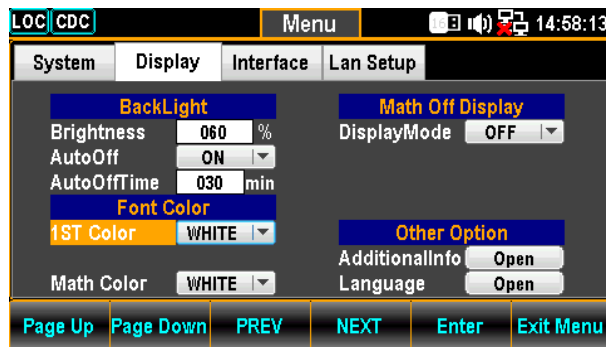 LOC CDC Menu 14:58:13
System Display Interface Lan Setup
BackLight
Brightness 060 %
AutoOff ON
AutoOffTime 030 min
Font Color
1ST Color WHITE
Math Color WHITE
Math Off Display
DisplayMode OFF
Other Option
AdditionalInfo Open
Language Open
Page Up Page Down PREV NEXT Enter Exit Menu